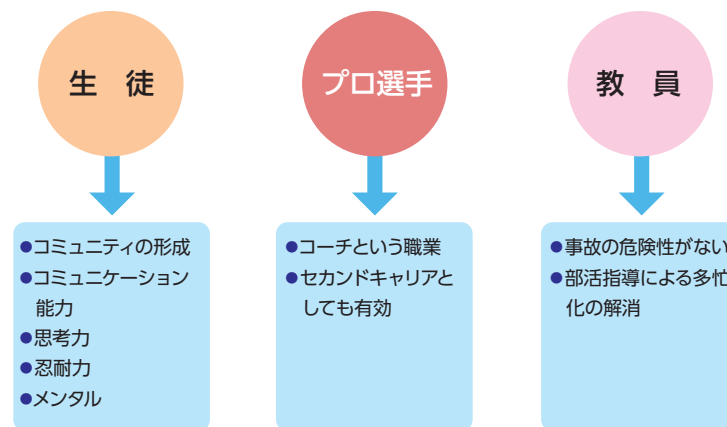 生 徒
プロ選手
教 員
●コミュニティの形成
●コミュニケーション
能力
●思考力
●忍耐力
●メンタル
●コーチという職業
●セカンドキャリアと
しても有効
●事故の危険性がない
●部活指導による多忙
化の解消